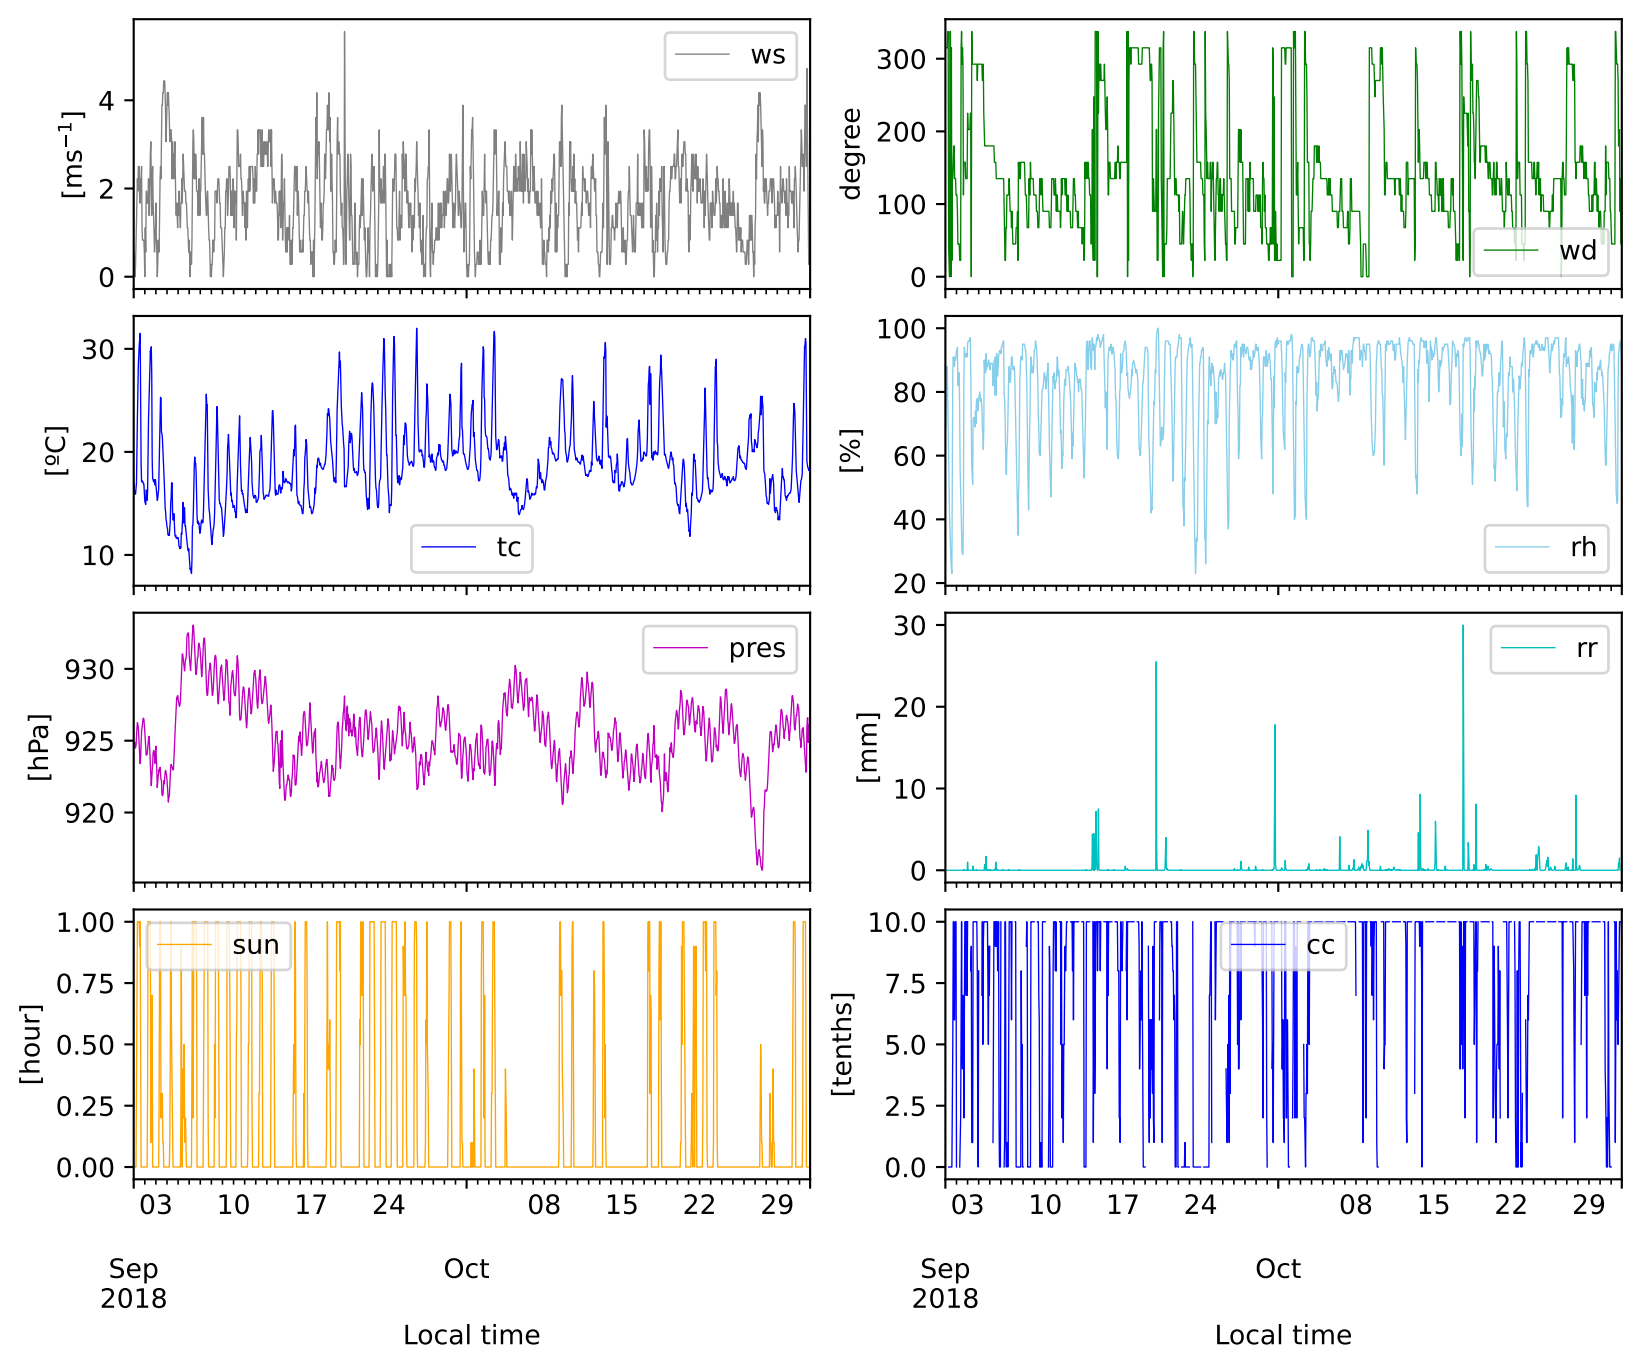 4
2
0
[ms⁻¹]
ws
300
200
100
0
degree
wd
30
20
10
[ºC]
tc
100
80
60
40
20
[%]
rh
930
925
920
[hPa]
pres
30
20
10
0
[mm]
rr
1.00
0.75
0.50
0.25
0.00
[hour]
sun
10.0
7.5
5.0
2.5
0.0
[tenths]
cc
03 10 17 24 08 15 22 29
Sep Oct
2018
Local time
03 10 17 24 08 15 22 29
Sep Oct
2018
Local time